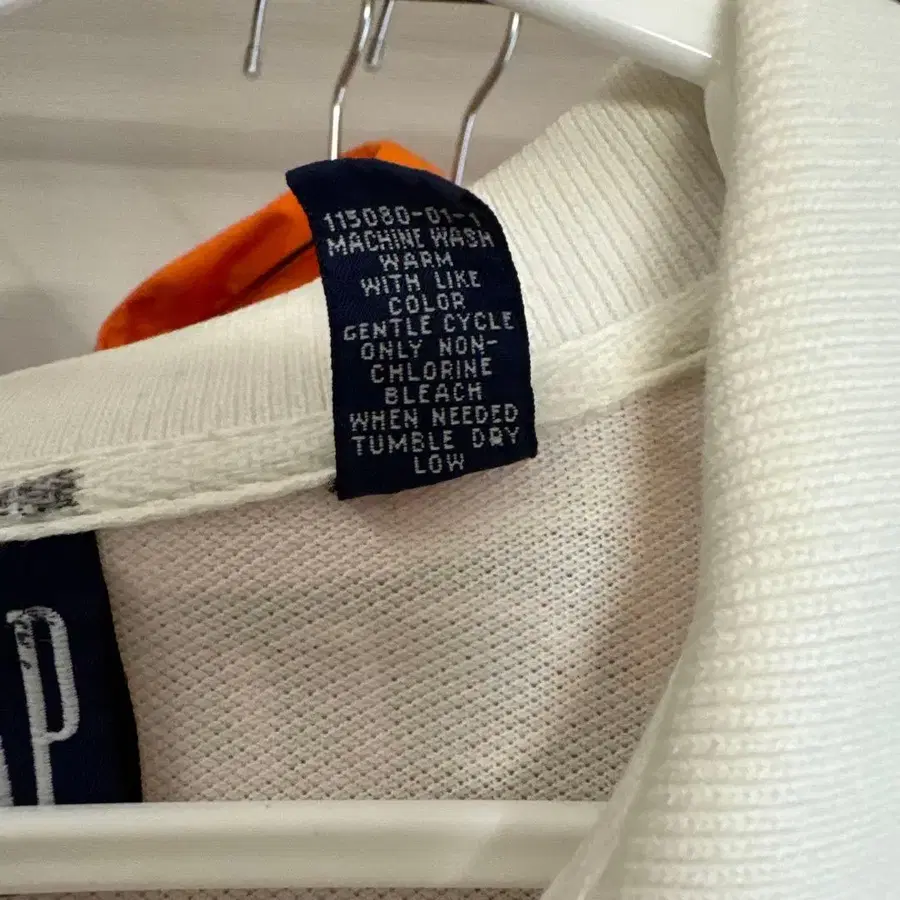 115080-01-1
MACHINE WASH
WARM
WITH LIKE
COLOR
GENTLE CYCLE
ONLY NON-
CHLORINE
BLEACH
WHEN NEEDED
TUMBLE DRY
LOW
AP